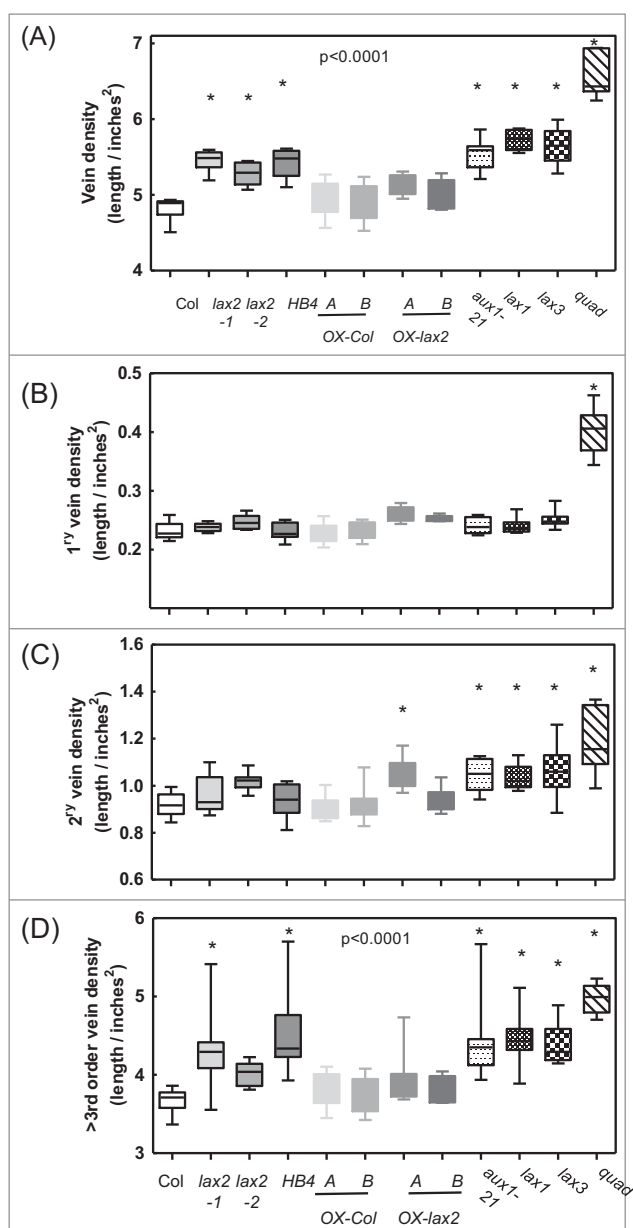 (A)
Vein density
(length / inches²)
7
6
5
4
p<0.0001
* * * * * * *
Col lax2-1 lax2-2 HB4 A B A B aux1-21 lax1 lax3 quad
OX-Col OX-lax2
(B)
1ʳʸ vein density
(length / inches²)
0.5
0.4
0.3
0.2
*
(C)
2ʳʸ vein density
(length / inches²)
1.6
1.4
1.2
1.0
0.8
0.6
* * * * *
(D)
>3rd order vein density
(length / inches²)
6
5
4
3
p<0.0001
* * * * * *
Col lax2-1 lax2-2 HB4 A B A B aux1-21 lax1 lax3 quad
OX-Col OX-lax2